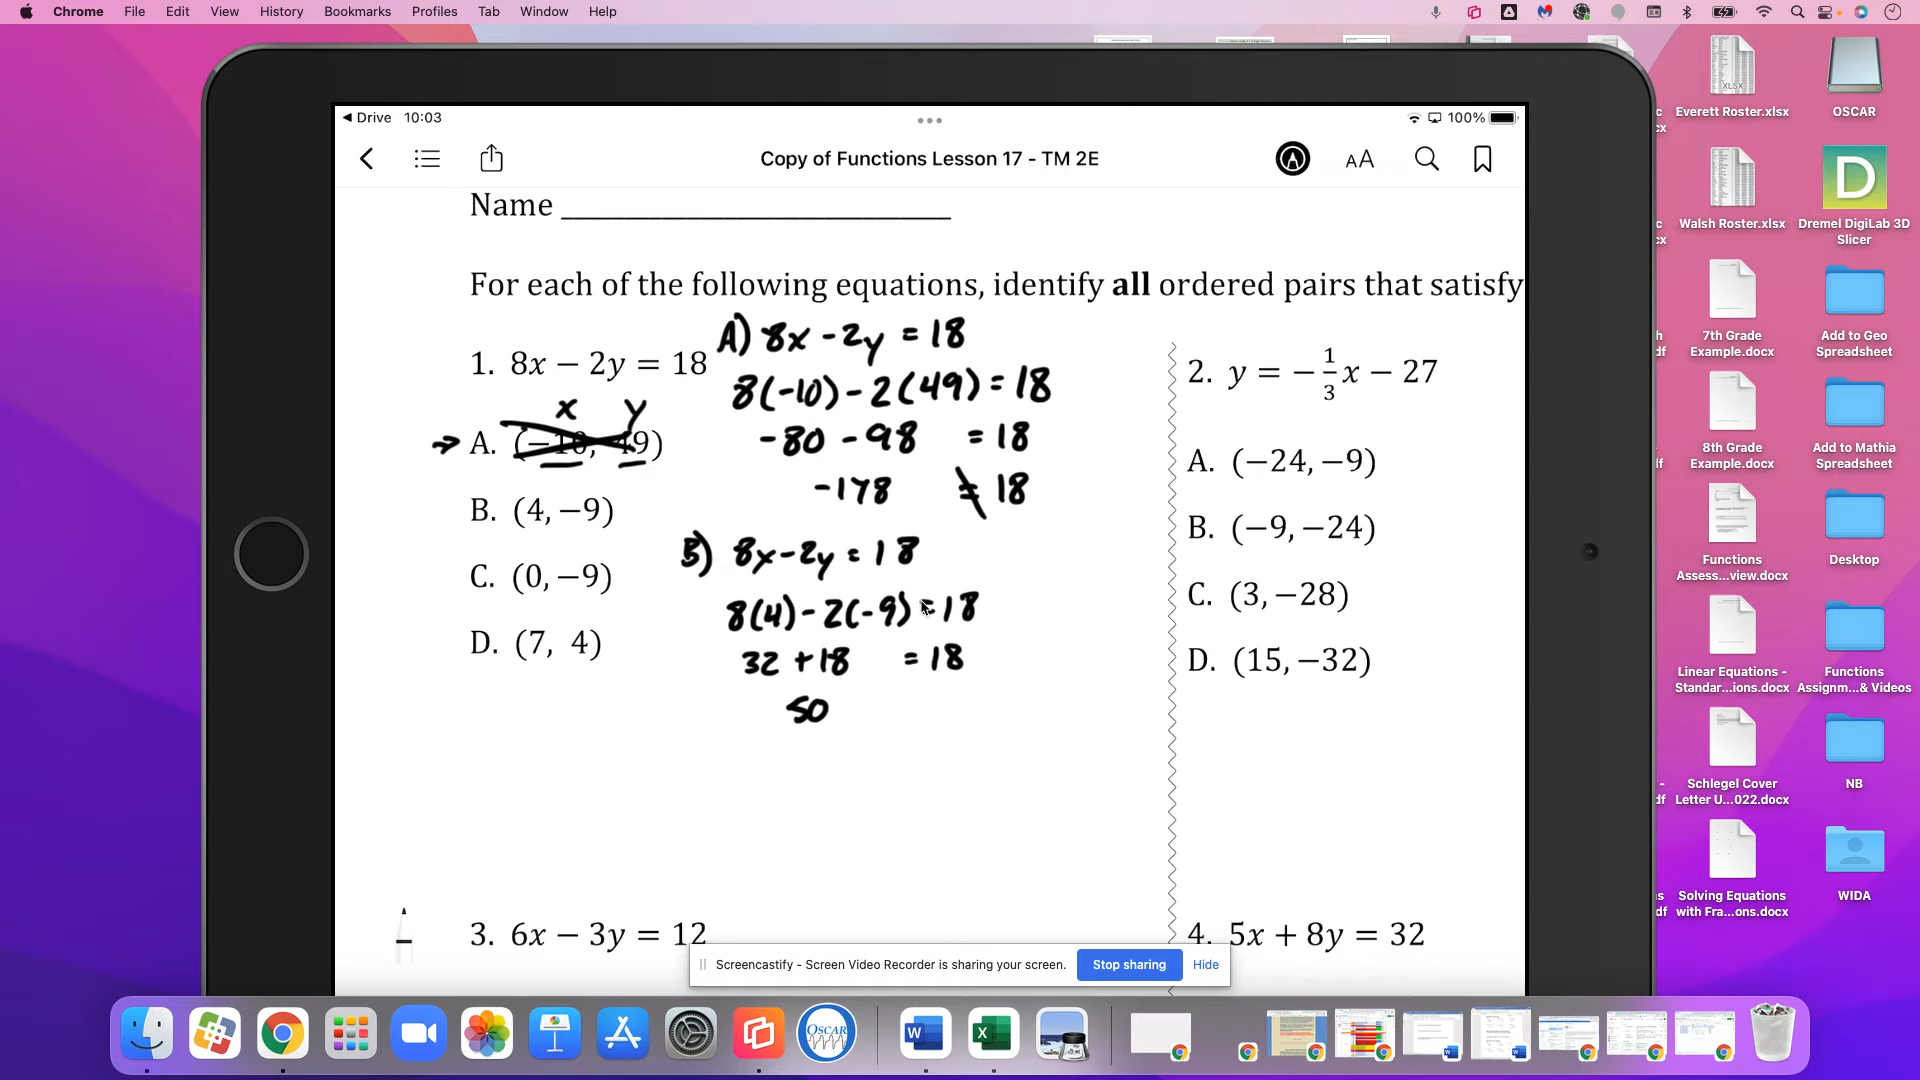 Chrome File Edit View History Bookmarks Profiles Tab Window Help
Drive 10:03
100%
Copy of Functions Lesson 17 - TM 2E
AA
Name ____________________
For each of the following equations, identify all ordered pairs that satisfy
1. 8x − 2y = 18
x y
A. (−10, 49)
B. (4, −9)
C. (0, −9)
D. (7, 4)
A) 8x - 2y = 18
8(-10) - 2(49) = 18
-80 - 98 = 18
-178 ≠ 18
B) 8x - 2y = 18
8(4) - 2(-9) = 18
32 + 18 = 18
50
2. y = −1/3x − 27
A. (−24, −9)
B. (−9, −24)
C. (3, −28)
D. (15, −32)
3. 6x − 3y = 12
4. 5x + 8y = 32
Screencastify - Screen Video Recorder is sharing your screen. Stop sharing Hide
XLSX
Everett Roster.xlsx
OSCAR
Walsh Roster.xlsx
D
Dremel DigiLab 3D
Slicer
7th Grade
Example.docx
Add to Geo
Spreadsheet
8th Grade
Example.docx
Add to Mathia
Spreadsheet
Functions
Assess...view.docx
Desktop
Linear Equations -
Standar...ions.docx
Functions
Assignm...& Videos
Schlegel Cover
Letter U...022.docx
NB
Solving Equations
with Fra...ons.docx
WIDA
OSCAR
W
X